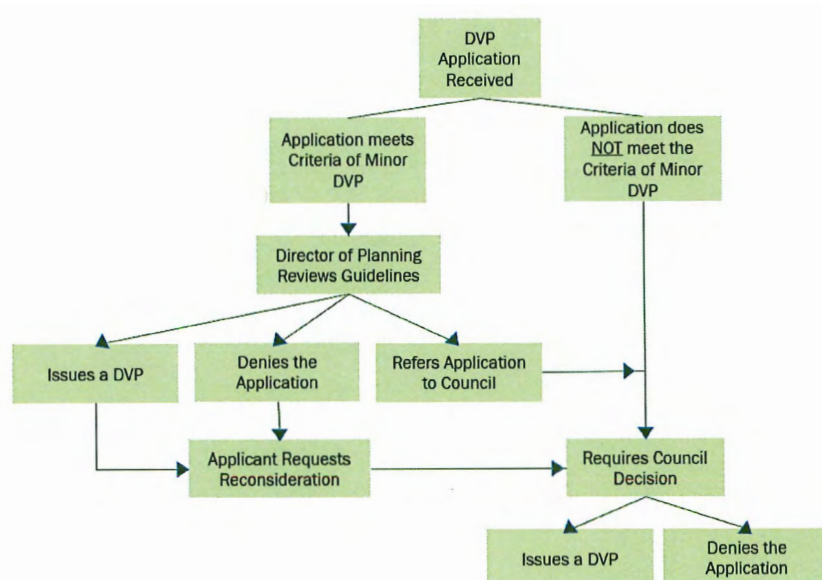 DVP
Application
Received
Application meets
Criteria of Minor
DVP
Application does
NOT meet the
Criteria of Minor
DVP
Director of Planning
Reviews Guidelines
Issues a DVP
Denies the
Application
Refers Application
to Council
Applicant Requests
Reconsideration
Requires Council
Decision
Issues a DVP
Denies the
Application